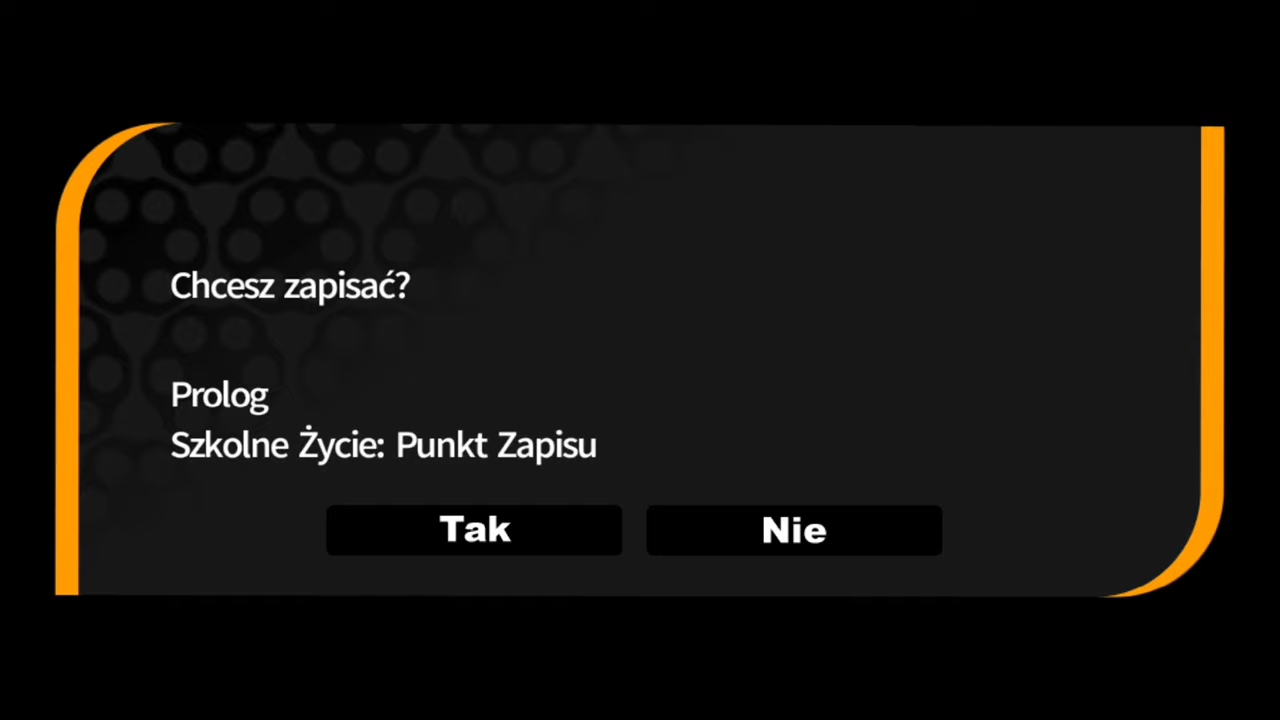 Chcesz zapisać?
Prolog
Szkolne Życie: Punkt Zapisu
Tak
Nie